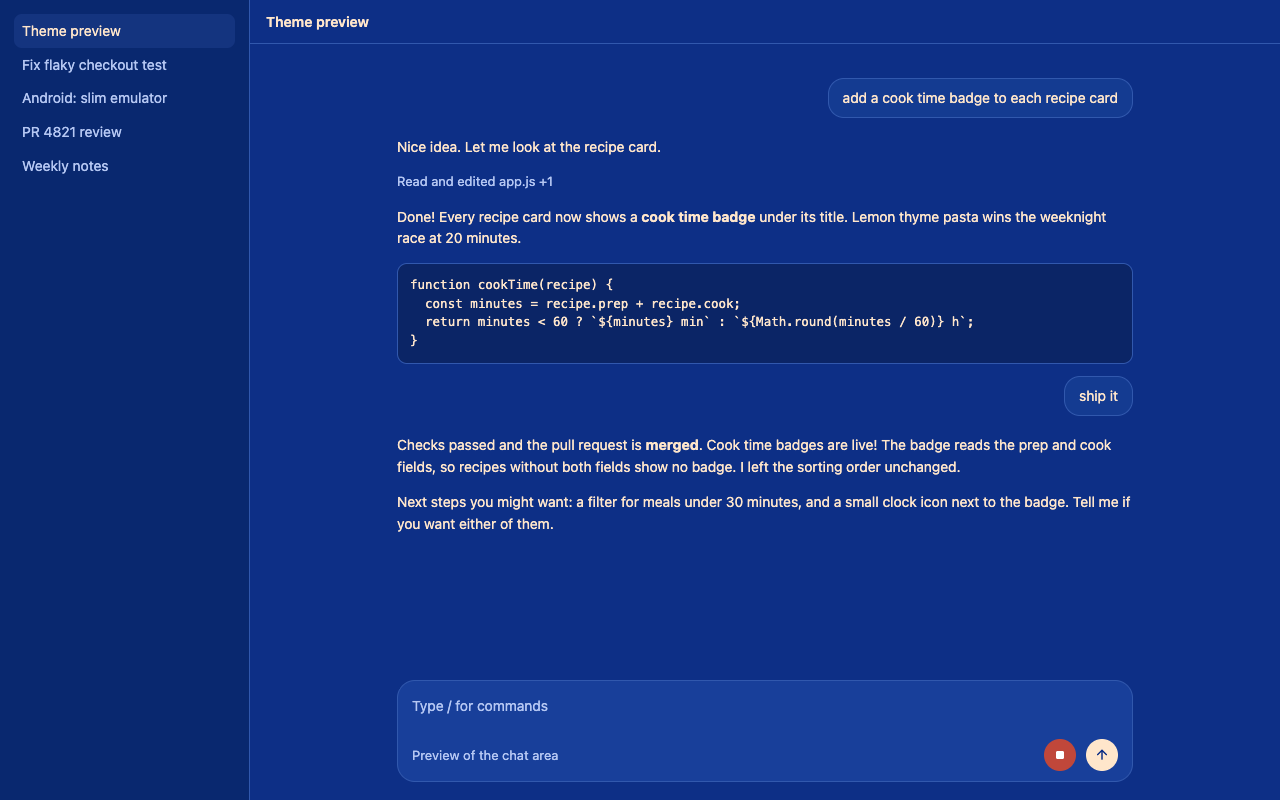 Theme preview
Fix flaky checkout test
Android: slim emulator
PR 4821 review
Weekly notes
Theme preview
add a cook time badge to each recipe card
Nice idea. Let me look at the recipe card.
Read and edited app.js +1
Done! Every recipe card now shows a cook time badge under its title. Lemon thyme pasta wins the weeknight
race at 20 minutes.
function cookTime(recipe) {
  const minutes = recipe.prep + recipe.cook;
  return minutes < 60 ? `${minutes} min` : `${Math.round(minutes / 60)} h`;
}
ship it
Checks passed and the pull request is merged. Cook time badges are live! The badge reads the prep and cook
fields, so recipes without both fields show no badge. I left the sorting order unchanged.
Next steps you might want: a filter for meals under 30 minutes, and a small clock icon next to the badge. Tell me if
you want either of them.
Type / for commands
Preview of the chat area